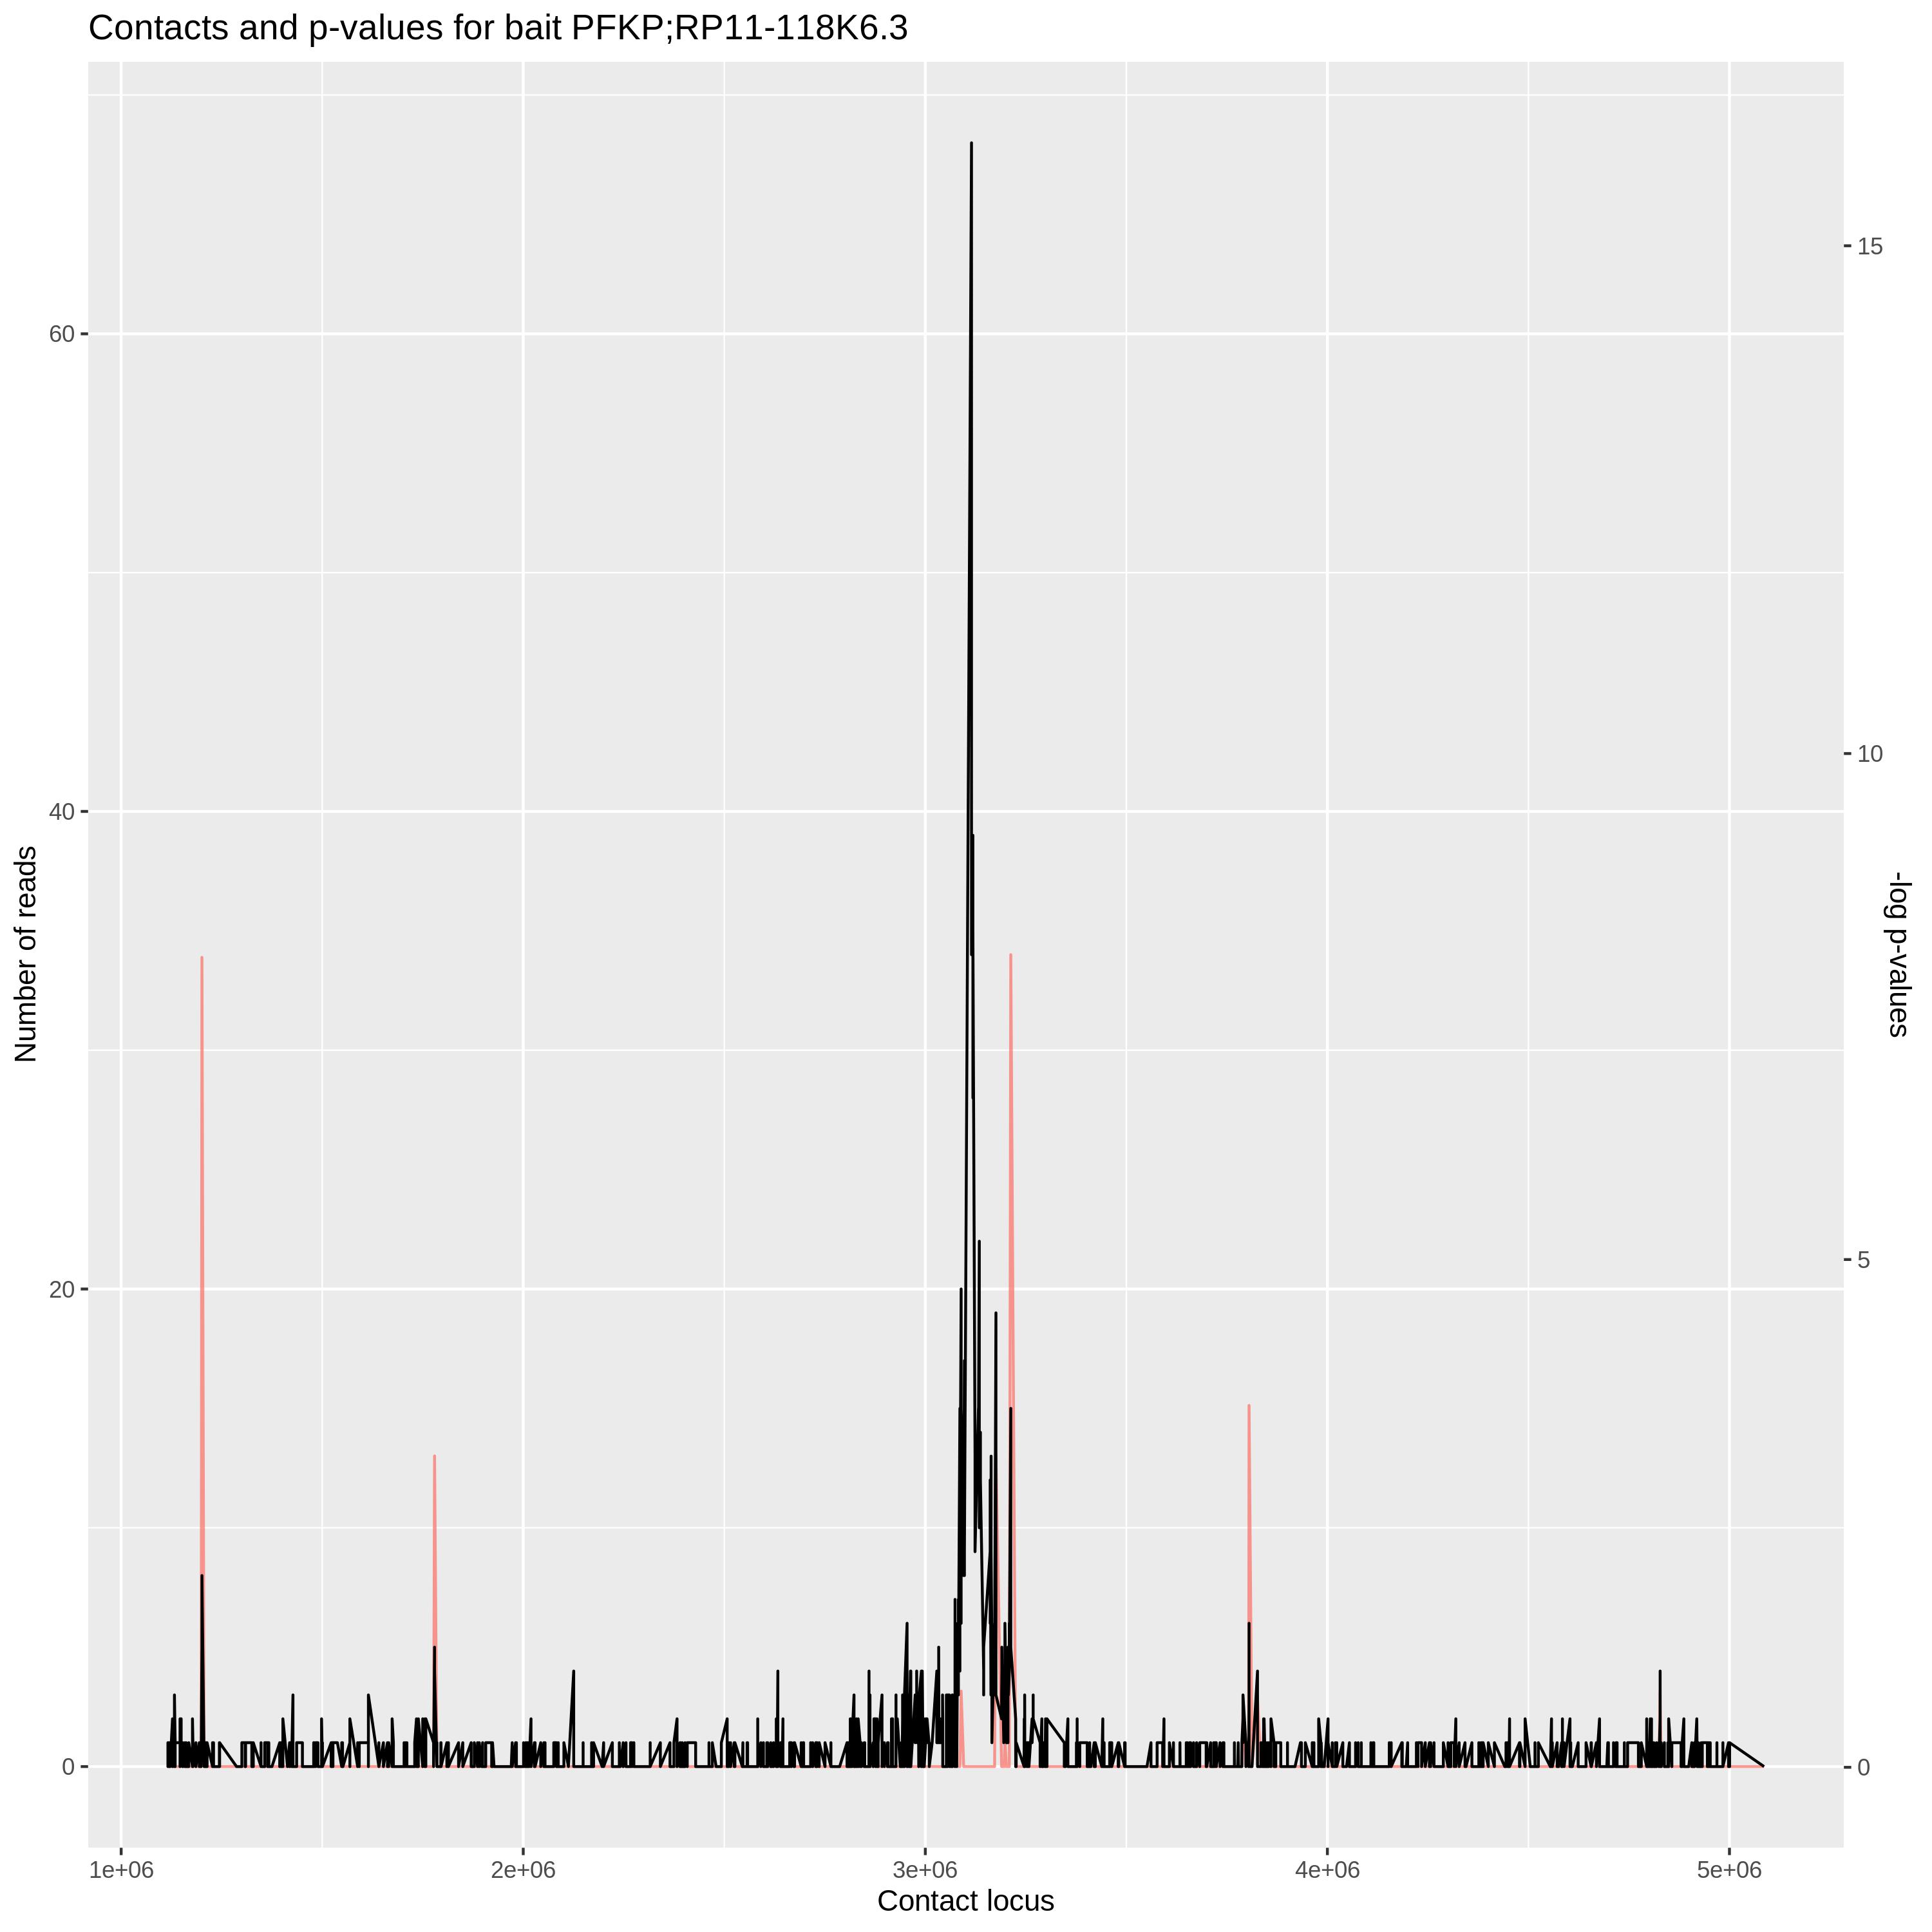 Contacts and p-values for bait PFKP;RP11-118K6.3
Number of reads
60
40
20
0
15
10
5
0
-log p-values
1e+06
2e+06
3e+06
4e+06
5e+06
Contact locus